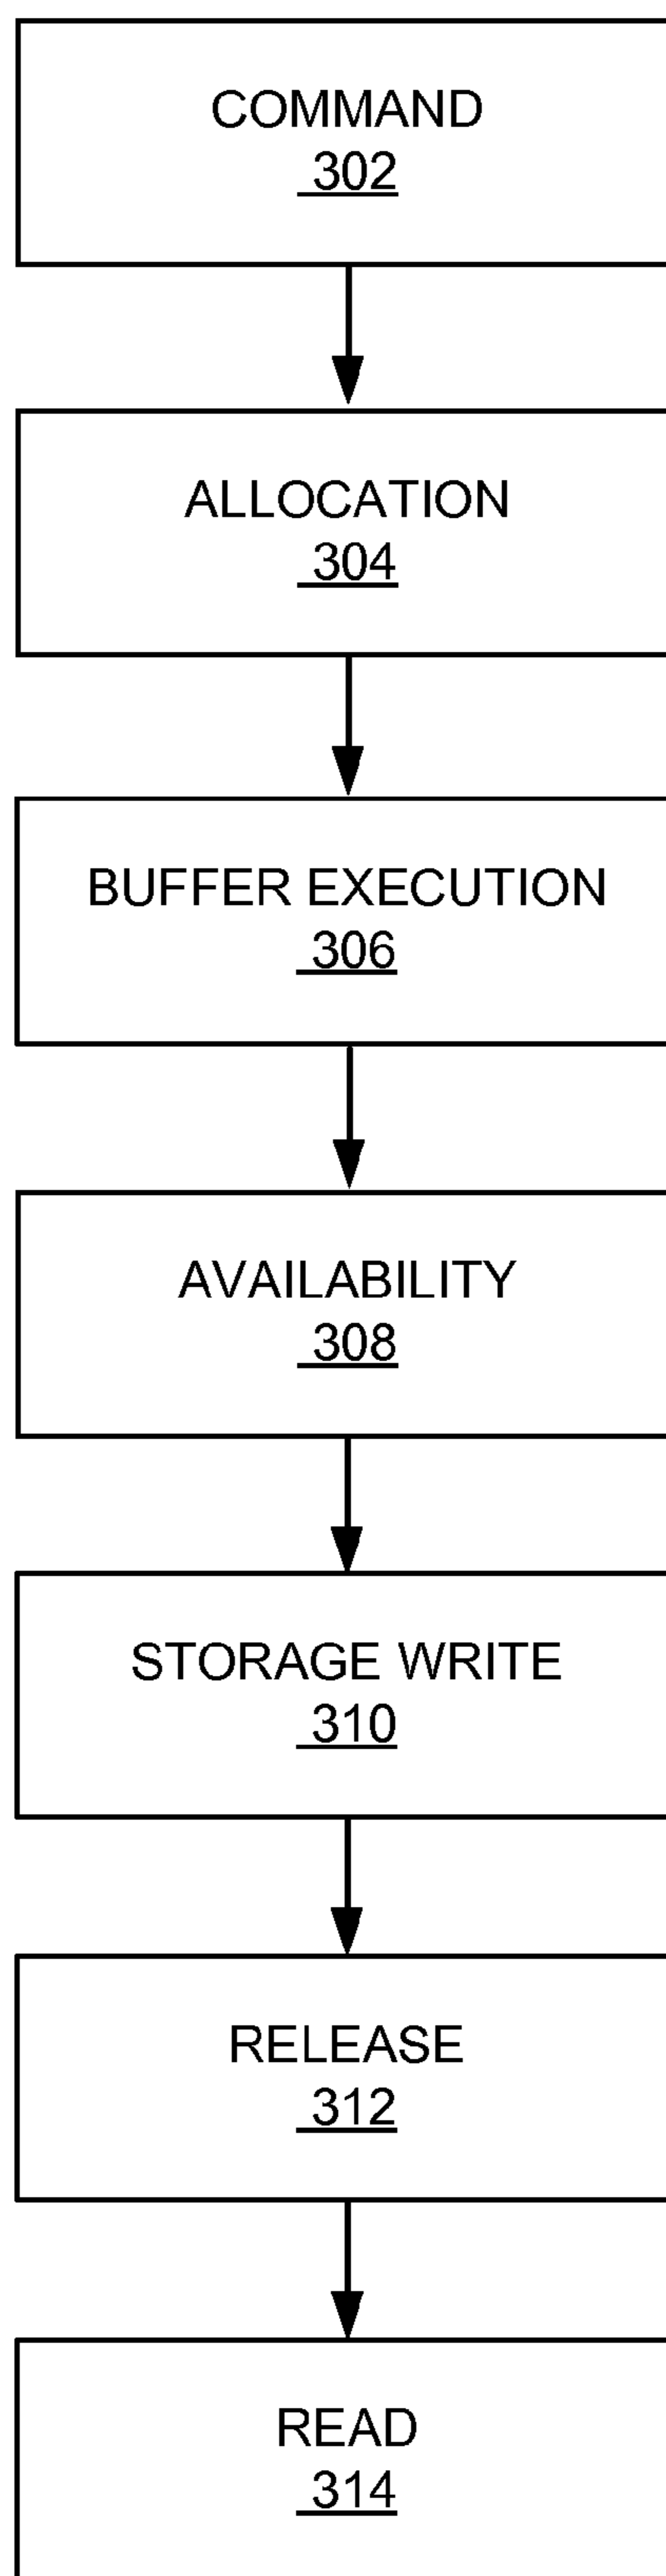 COMMAND
302
ALLOCATION
304
BUFFER EXECUTION
306
AVAILABILITY
308
STORAGE WRITE
310
RELEASE
312
READ
314